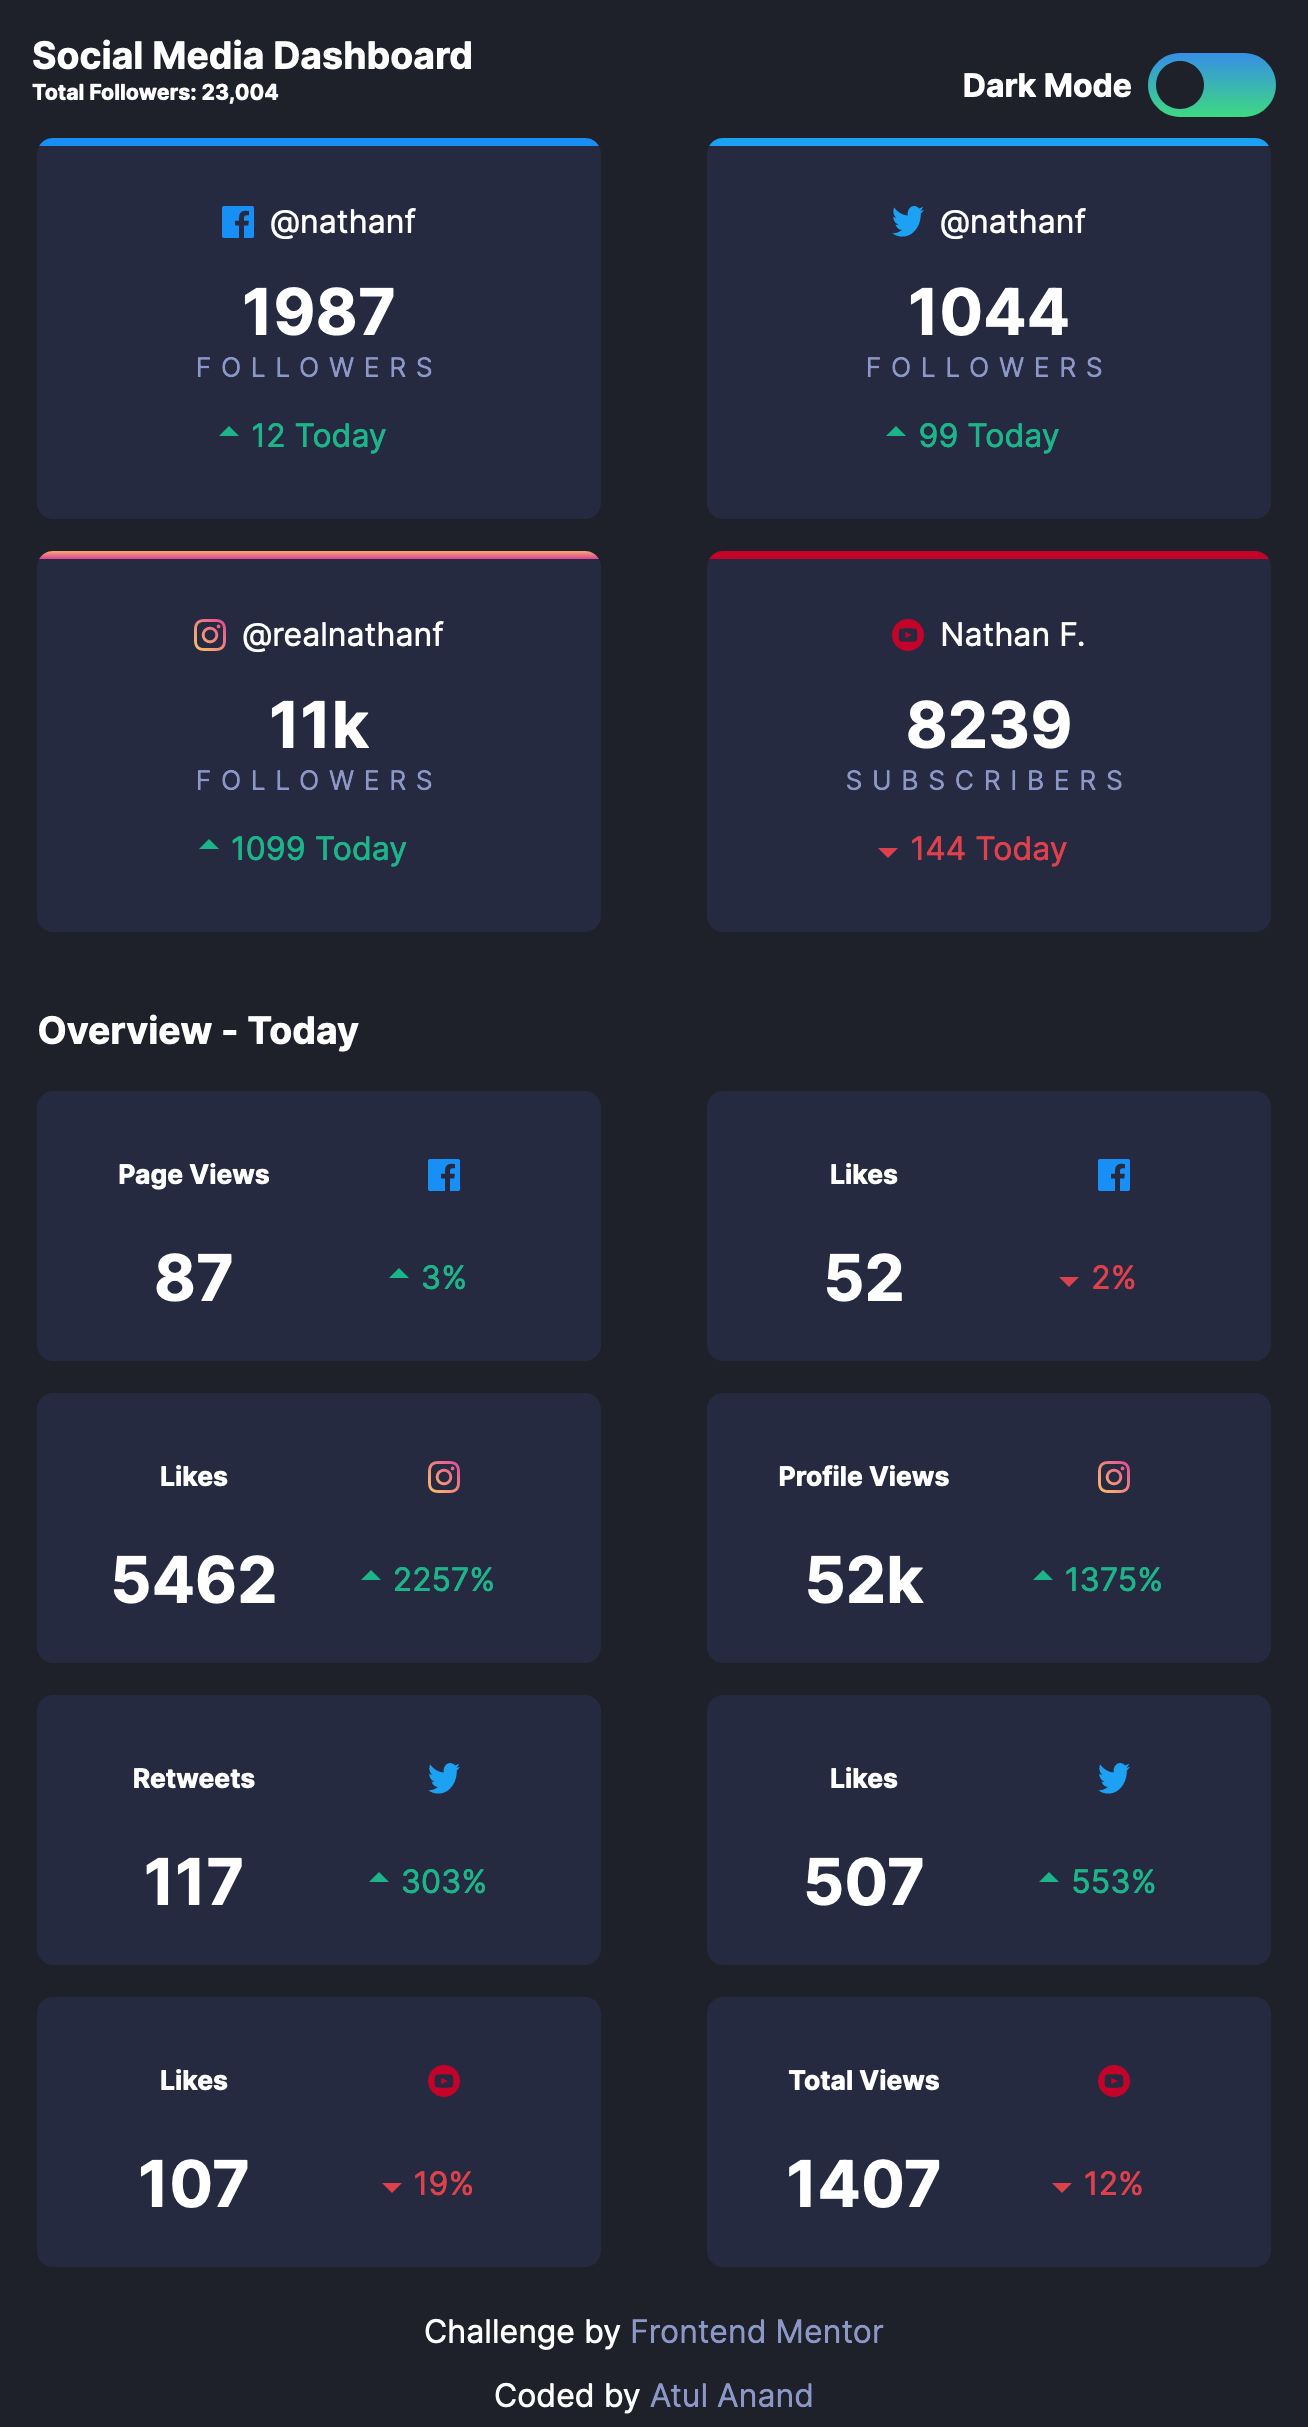 Social Media Dashboard
Total Followers: 23,004
Dark Mode
@nathanf
1987
FOLLOWERS
12 Today
@nathanf
1044
FOLLOWERS
99 Today
@realnathanf
11k
FOLLOWERS
1099 Today
Nathan F.
8239
SUBSCRIBERS
144 Today
Overview - Today
Page Views
87
3%
Likes
52
2%
Likes
5462
2257%
Profile Views
52k
1375%
Retweets
117
303%
Likes
507
553%
Likes
107
19%
Total Views
1407
12%
Challenge by Frontend Mentor
Coded by Atul Anand